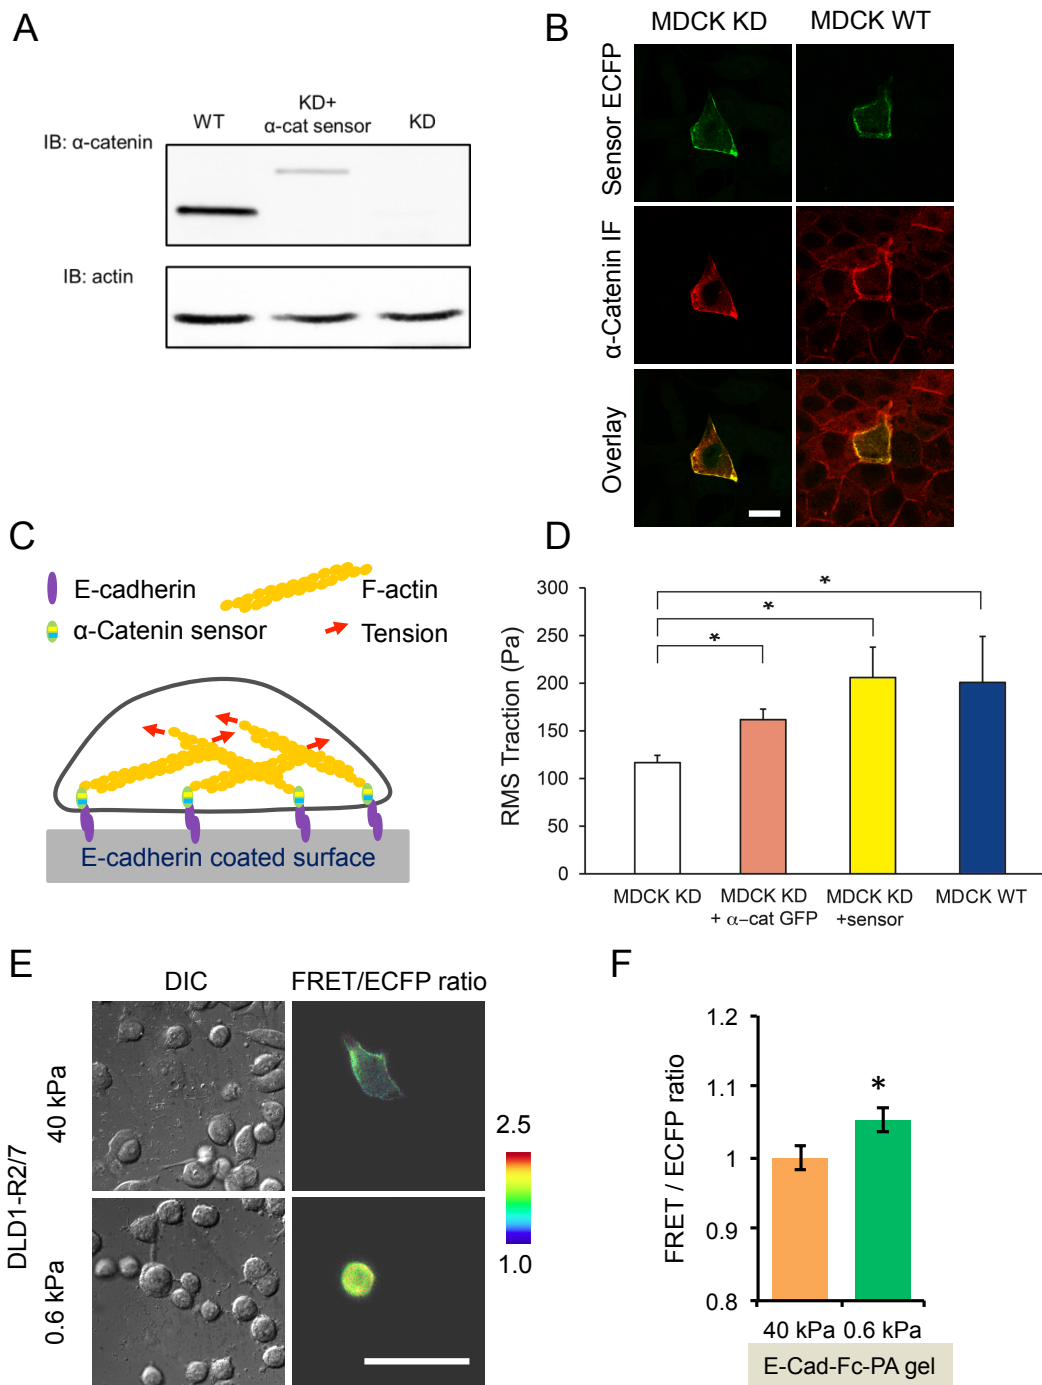 A
WT
KD+
α-cat sensor
KD
IB: α-catenin
IB: actin
B
MDCK KD
MDCK WT
Sensor ECFP
α-Catenin IF
Overlay
C
E-cadherin
F-actin
α-Catenin sensor
Tension
E-cadherin coated surface
D
RMS Traction (Pa)
300
250
200
150
100
50
0
*
*
*
MDCK KD
MDCK KD
+ α–cat GFP
MDCK KD
+sensor
MDCK WT
E
DIC
FRET/ECFP ratio
DLD1-R2/7
40 kPa
0.6 kPa
2.5
1.0
F
FRET / ECFP ratio
1.2
1.1
1
0.9
0.8
*
40 kPa
0.6 kPa
E-Cad-Fc-PA gel